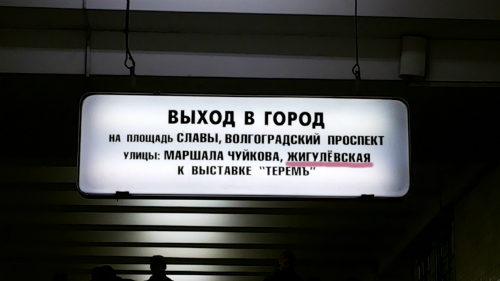 ВЫХОД В ГОРОД
НА ПЛОЩАДЬ СЛАВЫ, ВОЛГОГРАДСКИЙ ПРОСПЕКТ
УЛИЦЫ: МАРШАЛА ЧУЙКОВА, ЖИГУЛЁВСКАЯ
К ВЫСТАВКЕ "ТЕРЕМЪ"